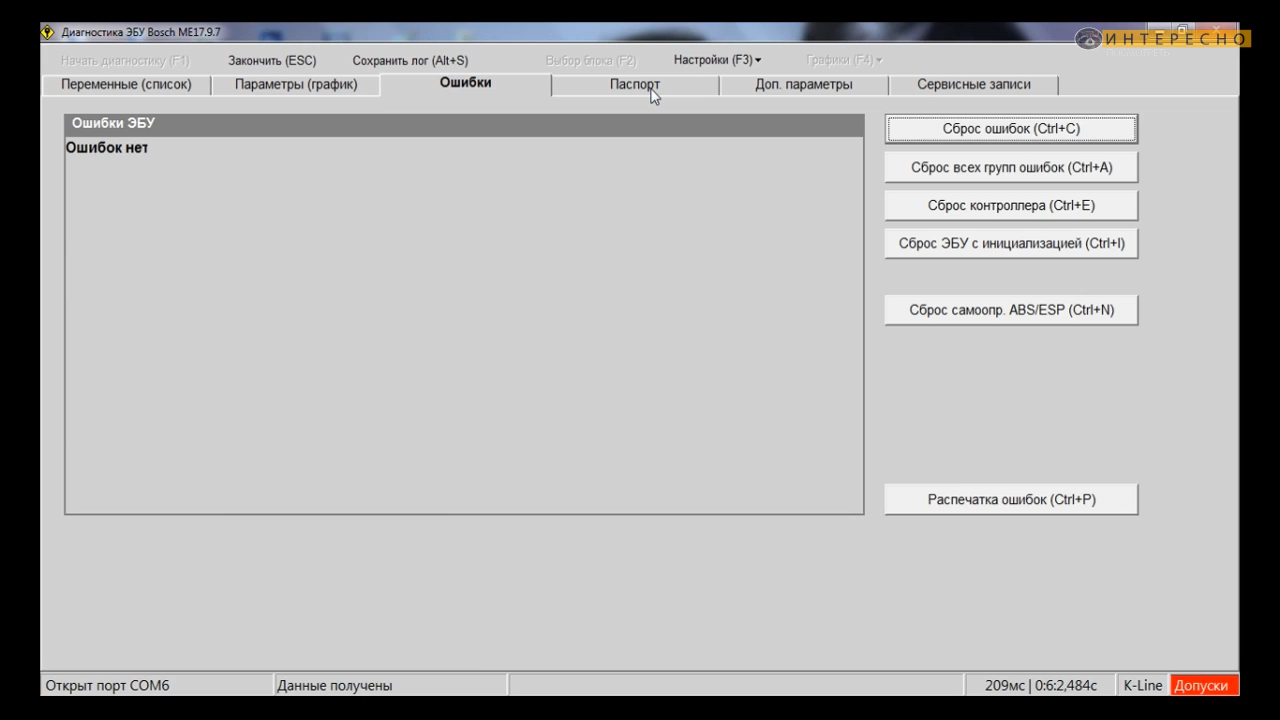 Диагностика ЭБУ Bosch ME17.9.7
ИНТЕРЕСНО
Начать диагностику (F1) Закончить (ESC) Сохранить лог (Alt+S) Выбор блока (F2) Настройки (F3) Графики (F4)
Переменные (список) Параметры (график) Ошибки Паспорт Доп. параметры Сервисные записи
Ошибки ЭБУ
Ошибок нет
Сброс ошибок (Ctrl+C)
Сброс всех групп ошибок (Ctrl+A)
Сброс контроллера (Ctrl+E)
Сброс ЭБУ с инициализацией (Ctrl+I)
Сброс самоопр. ABS/ESP (Ctrl+N)
Распечатка ошибок (Ctrl+P)
Открыт порт COM6 Данные получены 209мс | 0:6:2,484с K-Line Допуски